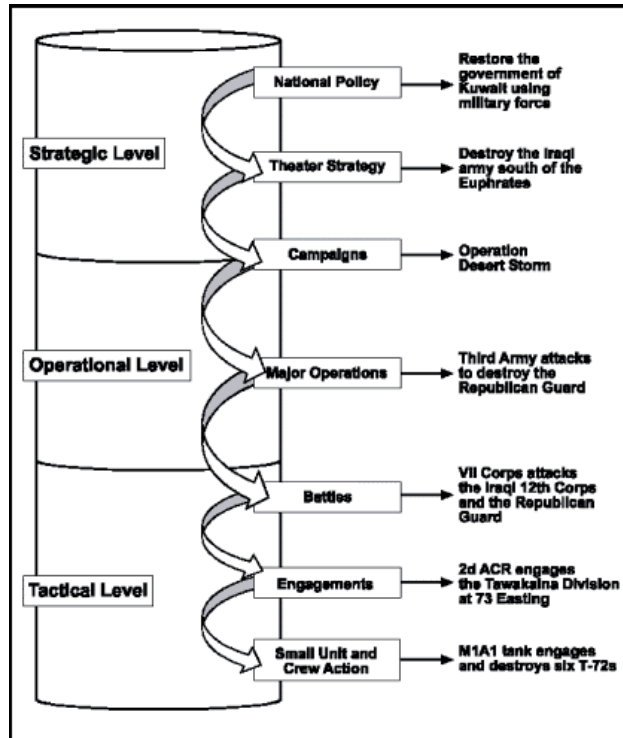 National Policy
Restore the
government of
Kuwait using
military force
Strategic Level
Theater Strategy
Destroy the Iraqi
army south of the
Euphrates
Campaigns
Operation
Desert Storm
Operational Level
Major Operations
Third Army attacks
to destroy the
Republican Guard
Battles
VII Corps attacks
the Iraqi 12th Corps
and the Republican
Guard
Tactical Level
Engagements
2d ACR engages
the Tawakalna Division
at 73 Easting
Small Unit and
Crew Action
M1A1 tank engages
and destroys six T-72s